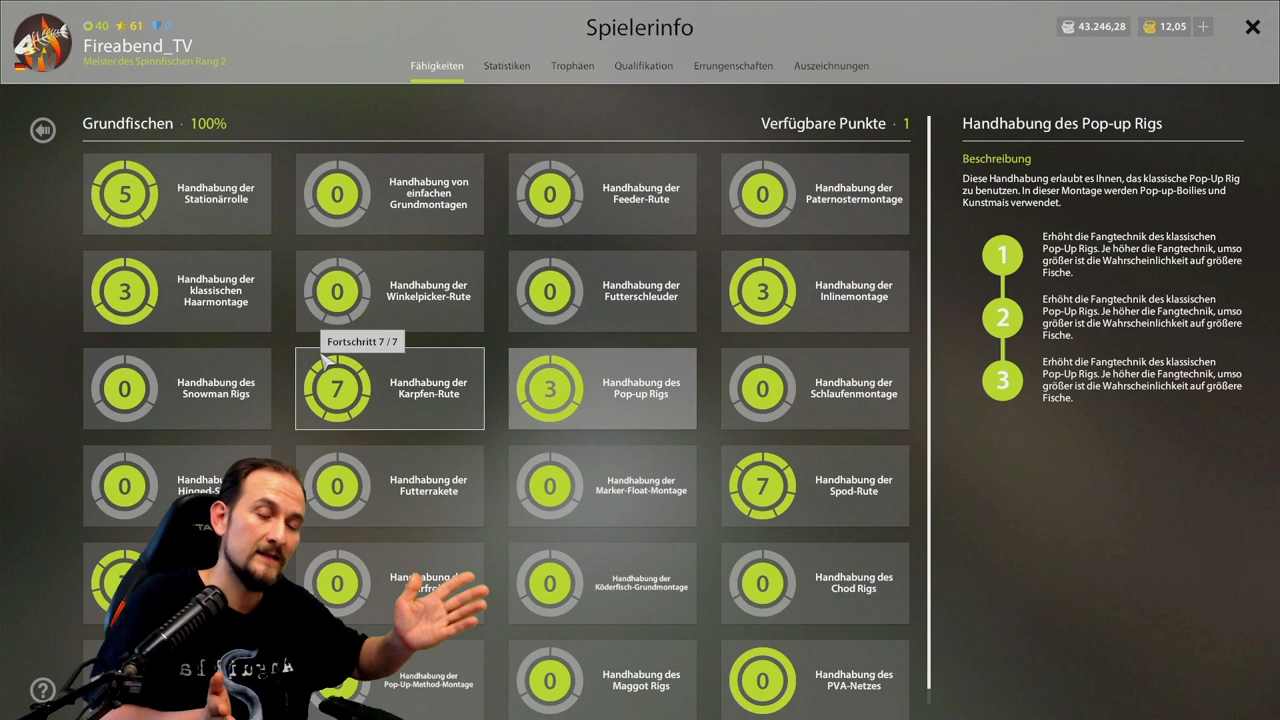 40 61 0
Fireabend_TV
Meister des Spinnfischen Rang 2
Spielerinfo
43.246,28 12,05
Fähigkeiten Statistiken Trophäen Qualifikation Errungenschaften Auszeichnungen
Grundfischen · 100%
Verfügbare Punkte · 1
5 Handhabung der
Stationärrolle
0 Handhabung von
einfachen
Grundmontagen
0 Handhabung der
Feeder-Rute
0 Handhabung der
Paternostermontage
3 Handhabung der
klassischen
Haarmontage
0 Handhabung der
Winkelpicker-Rute
0 Handhabung der
Futterschleuder
3 Handhabung der
Inlinemontage
Fortschritt 7 / 7
0 Handhabung des
Snowman Rigs
7 Handhabung der
Karpfen-Rute
3 Handhabung des
Pop-up Rigs
0 Handhabung der
Schlaufenmontage
0
0 Handhabung der
Futterrakete
0 Handhabung der
Marker-Float-Montage
7 Handhabung der
Spod-Rute
0
0 Handhabung der
Köderfisch-Grundmontage
0 Handhabung des
Chod Rigs
Handhabung der
Pop-Up-Method-Montage
0 Handhabung des
Maggot Rigs
0 Handhabung des
PVA-Netzes
Handhabung des Pop-up Rigs
Beschreibung
Diese Handhabung erlaubt es Ihnen, das klassische Pop-Up Rig
zu benutzen. In dieser Montage werden Pop-up-Boilies und
Kunstmais verwendet.
1 Erhöht die Fangtechnik des klassischen
Pop-Up Rigs. Je höher die Fangtechnik, umso
größer ist die Wahrscheinlichkeit auf größere
Fische.
2 Erhöht die Fangtechnik des klassischen
Pop-Up Rigs. Je höher die Fangtechnik, umso
größer ist die Wahrscheinlichkeit auf größere
Fische.
3 Erhöht die Fangtechnik des klassischen
Pop-Up Rigs. Je höher die Fangtechnik, umso
größer ist die Wahrscheinlichkeit auf größere
Fische.